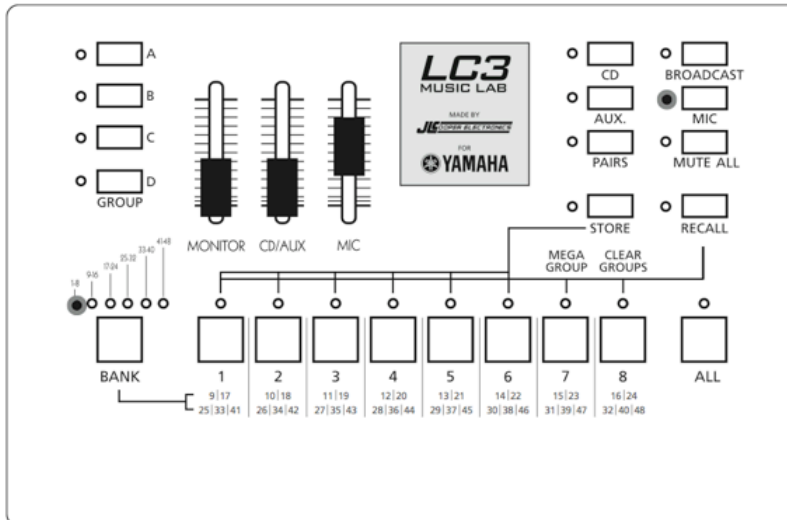 A
B
C
D
GROUP
MONITOR
CD/AUX
MIC
LC3
MUSIC LAB
MADE BY
JLCOOPER ELECTRONICS
FOR
YAMAHA
CD
BROADCAST
AUX.
MIC
PAIRS
MUTE ALL
STORE
RECALL
MEGA
GROUP
CLEAR
GROUPS
1-8
9-16
17-24
25-32
33-40
41-48
BANK
1
2
3
4
5
6
7
8
ALL
9|17
10|18
11|19
12|20
13|21
14|22
15|23
16|24
25|33|41
26|34|42
27|35|43
28|36|44
29|37|45
30|38|46
31|39|47
32|40|48